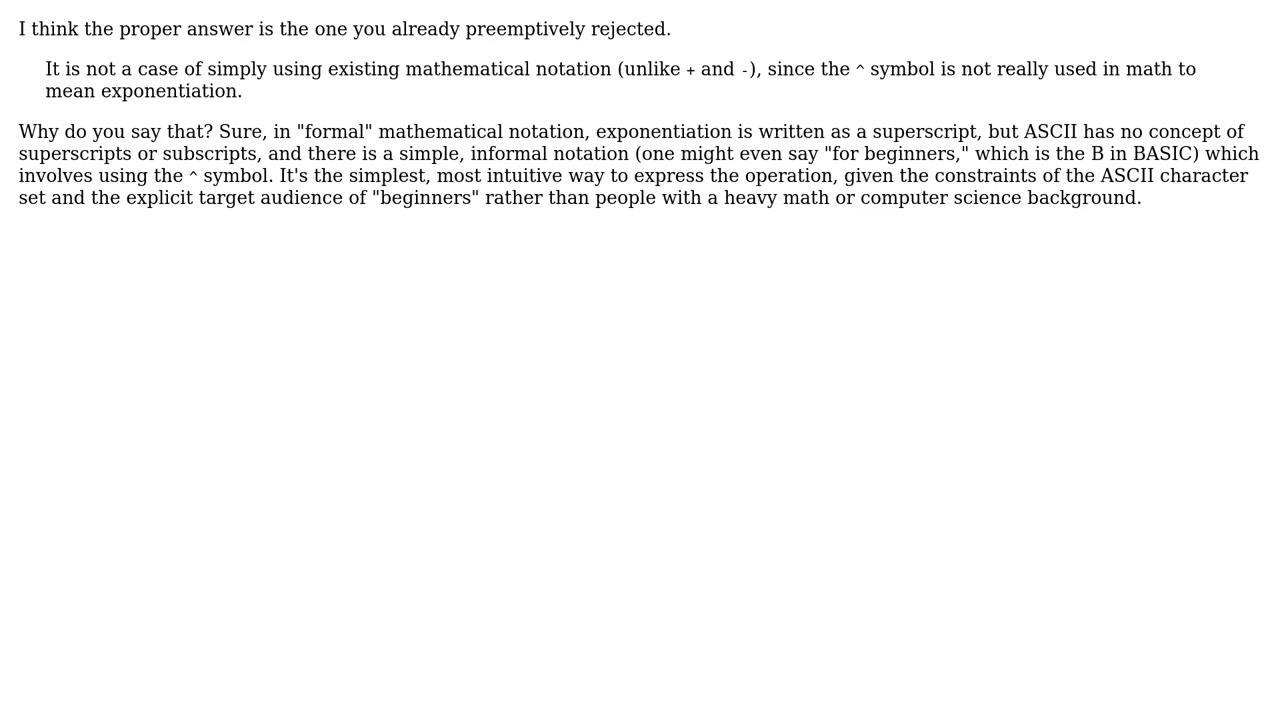 I think the proper answer is the one you already preemptively rejected.
It is not a case of simply using existing mathematical notation (unlike + and -), since the ^ symbol is not really used in math to
mean exponentiation.
Why do you say that? Sure, in "formal" mathematical notation, exponentiation is written as a superscript, but ASCII has no concept of
superscripts or subscripts, and there is a simple, informal notation (one might even say "for beginners," which is the B in BASIC) which
involves using the ^ symbol. It's the simplest, most intuitive way to express the operation, given the constraints of the ASCII character
set and the explicit target audience of "beginners" rather than people with a heavy math or computer science background.